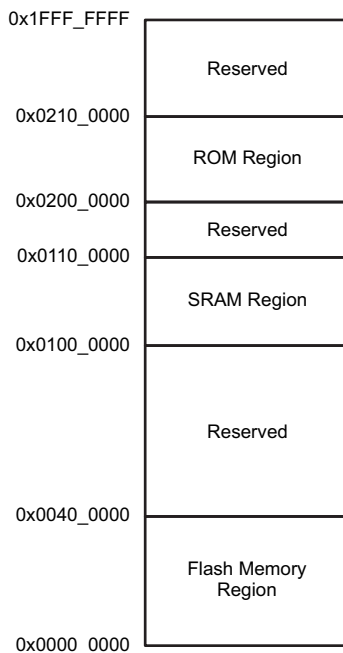 0x1FFF_FFFF
Reserved
0x0210_0000
ROM Region
0x0200_0000
Reserved
0x0110_0000
SRAM Region
0x0100_0000
Reserved
0x0040_0000
Flash Memory
Region
0x0000_0000